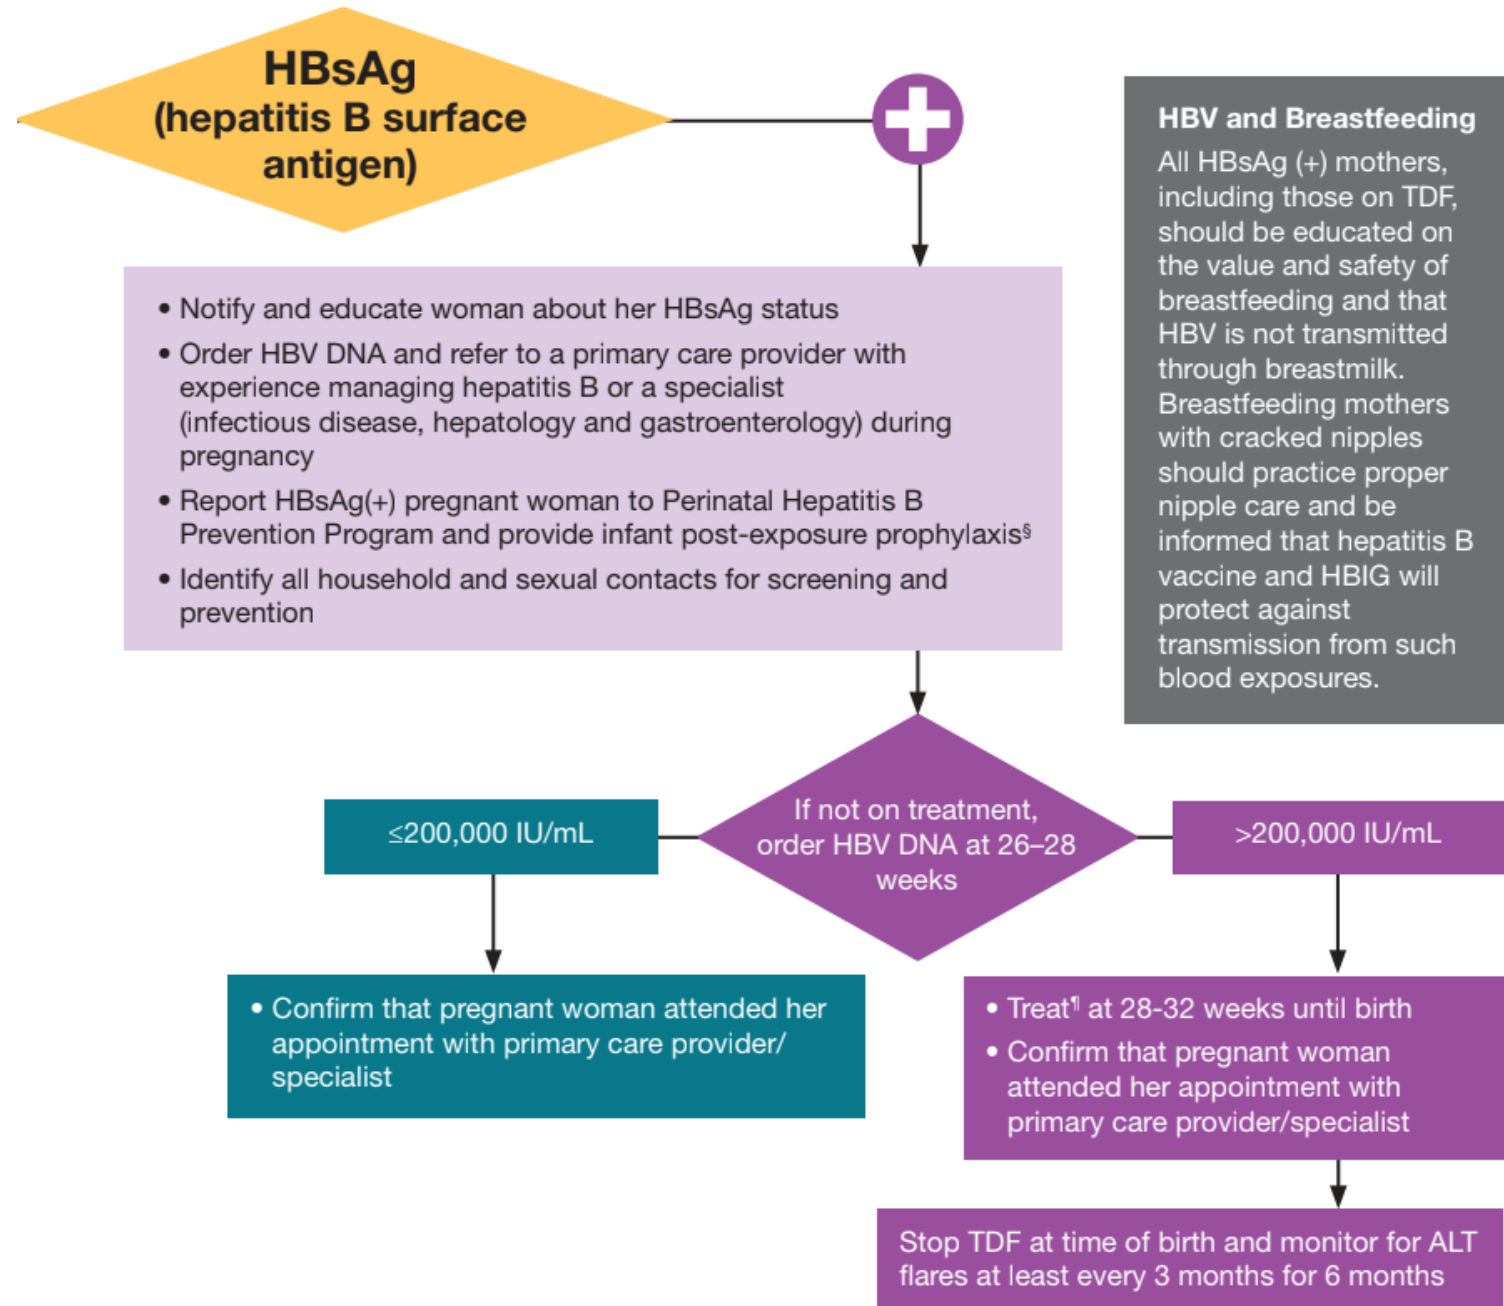 HBsAg
(hepatitis B surface
antigen)
HBV and Breastfeeding
All HBsAg (+) mothers,
including those on TDF,
should be educated on
the value and safety of
breastfeeding and that
HBV is not transmitted
through breastmilk.
Breastfeeding mothers
with cracked nipples
should practice proper
nipple care and be
informed that hepatitis B
vaccine and HBIG will
protect against
transmission from such
blood exposures.
• Notify and educate woman about her HBsAg status
• Order HBV DNA and refer to a primary care provider with
experience managing hepatitis B or a specialist
(infectious disease, hepatology and gastroenterology) during
pregnancy
• Report HBsAg(+) pregnant woman to Perinatal Hepatitis B
Prevention Program and provide infant post-exposure prophylaxis§
• Identify all household and sexual contacts for screening and
prevention
If not on treatment,
order HBV DNA at 26–28
weeks
≤200,000 IU/mL
>200,000 IU/mL
• Confirm that pregnant woman attended her
appointment with primary care provider/
specialist
• Treat¶ at 28-32 weeks until birth
• Confirm that pregnant woman
attended her appointment with
primary care provider/specialist
Stop TDF at time of birth and monitor for ALT
flares at least every 3 months for 6 months